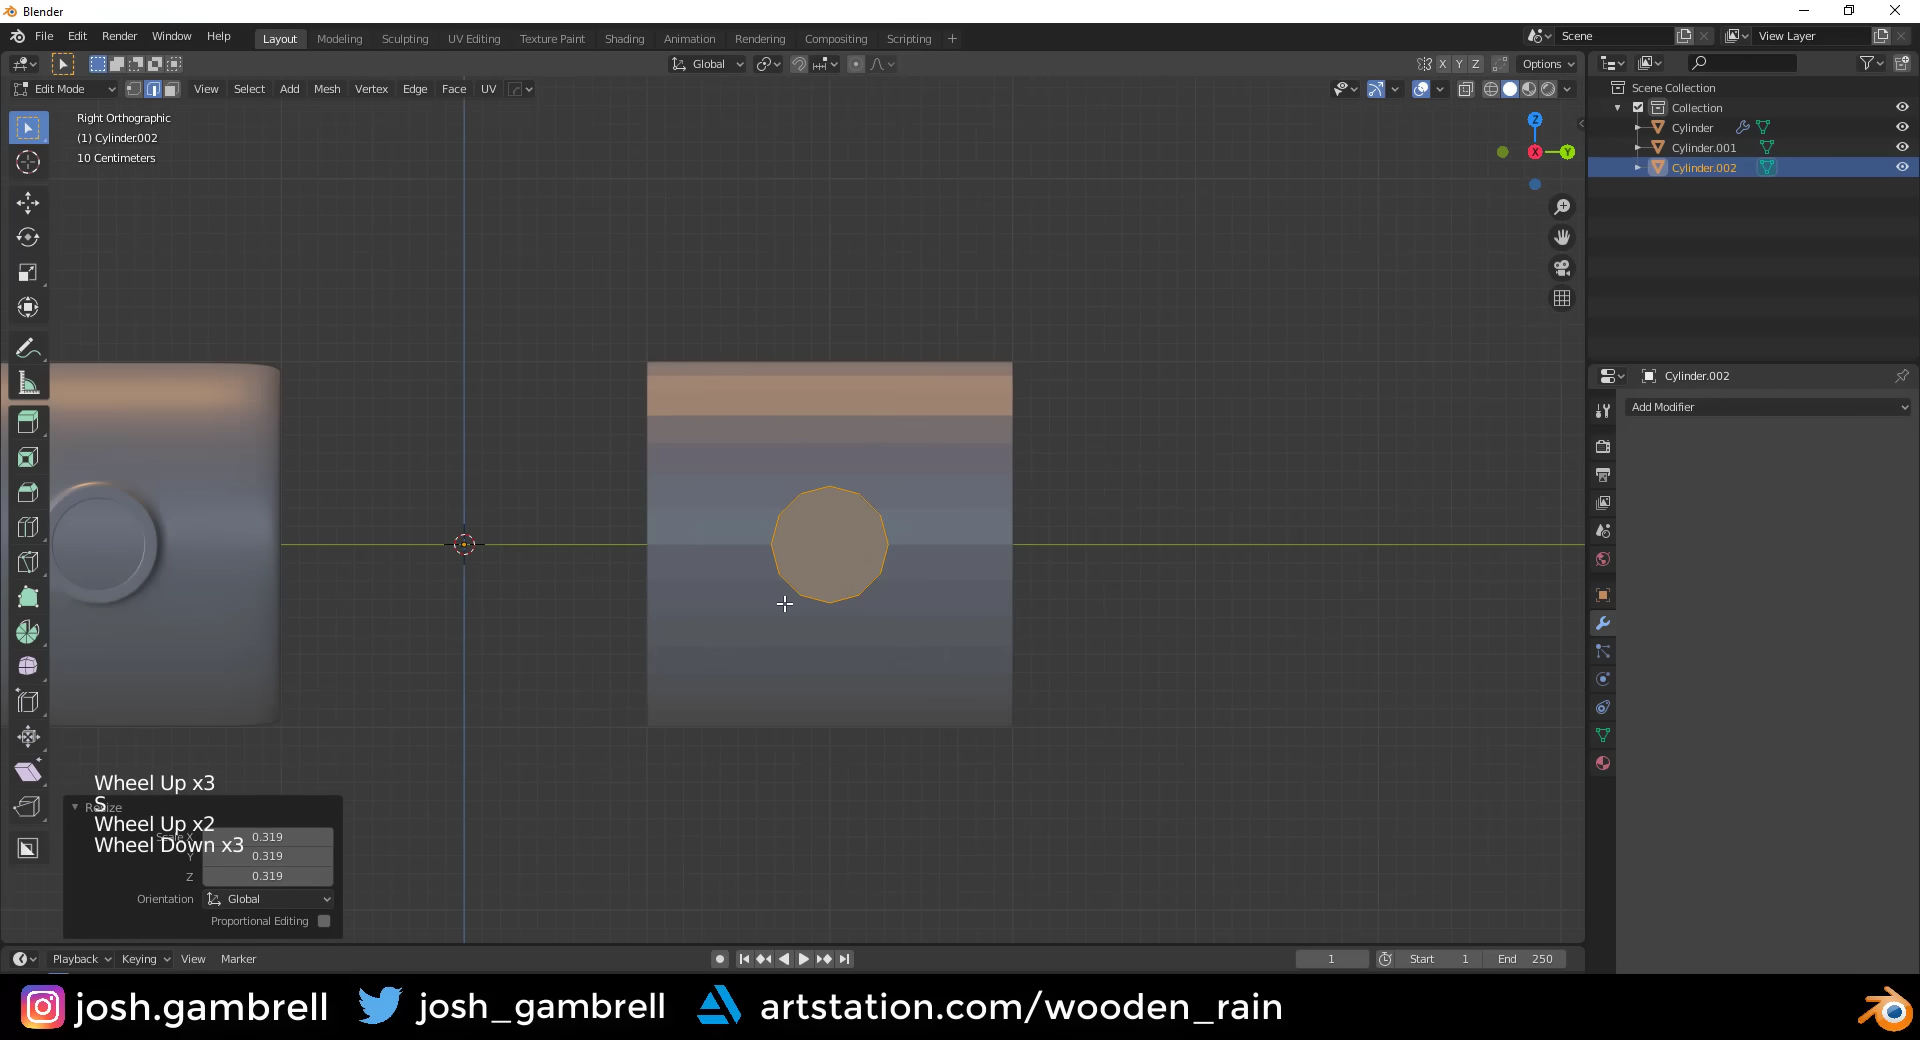 Blender
File Edit Render Window Help
Layout Modeling Sculpting UV Editing Texture Paint Shading Animation Rendering Compositing Scripting +
Scene View Layer
Global X Y Z Options
Edit Mode View Select Add Mesh Vertex Edge Face UV
Right Orthographic
(1) Cylinder.002
10 Centimeters
Z
X
Y
Scene Collection
Collection
Cylinder
Cylinder.001
Cylinder.002
Cylinder.002
Add Modifier
Wheel Up x3
S
Wheel Up x2
Wheel Down x3
Resize
Scale X 0.319
Y 0.319
Z 0.319
Orientation Global
Proportional Editing
Playback Keying View Marker
1 Start 1 End 250
josh.gambrell josh_gambrell artstation.com/wooden_rain